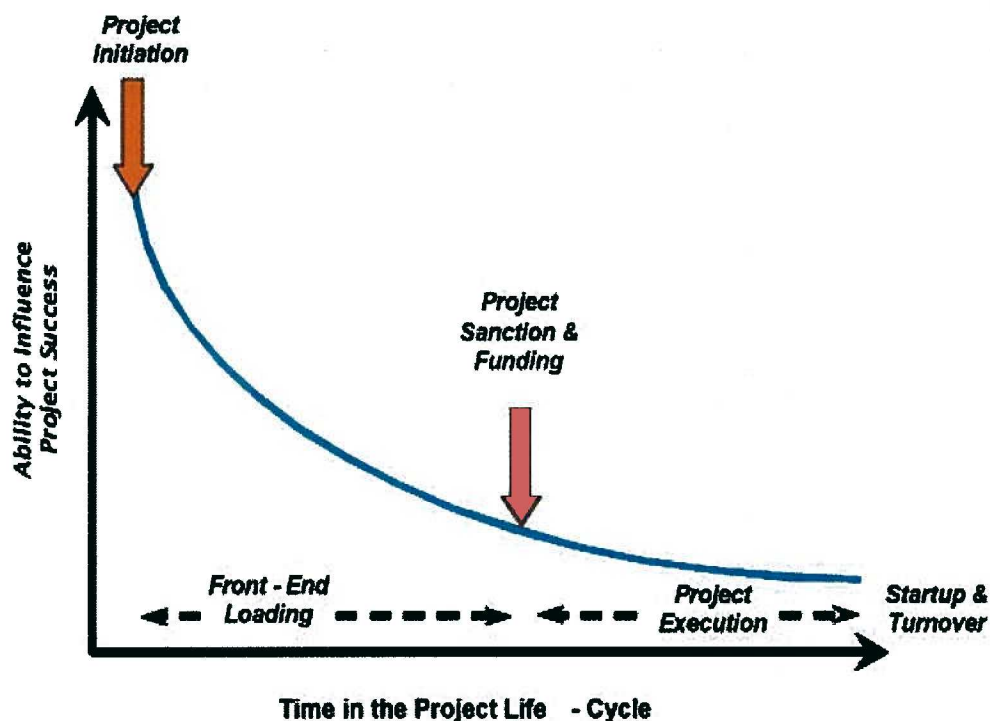 Project
Initiation
Ability to Influence
Project Success
Project
Sanction &
Funding
Front - End
Loading
Project
Execution
Startup &
Turnover
Time in the Project Life - Cycle